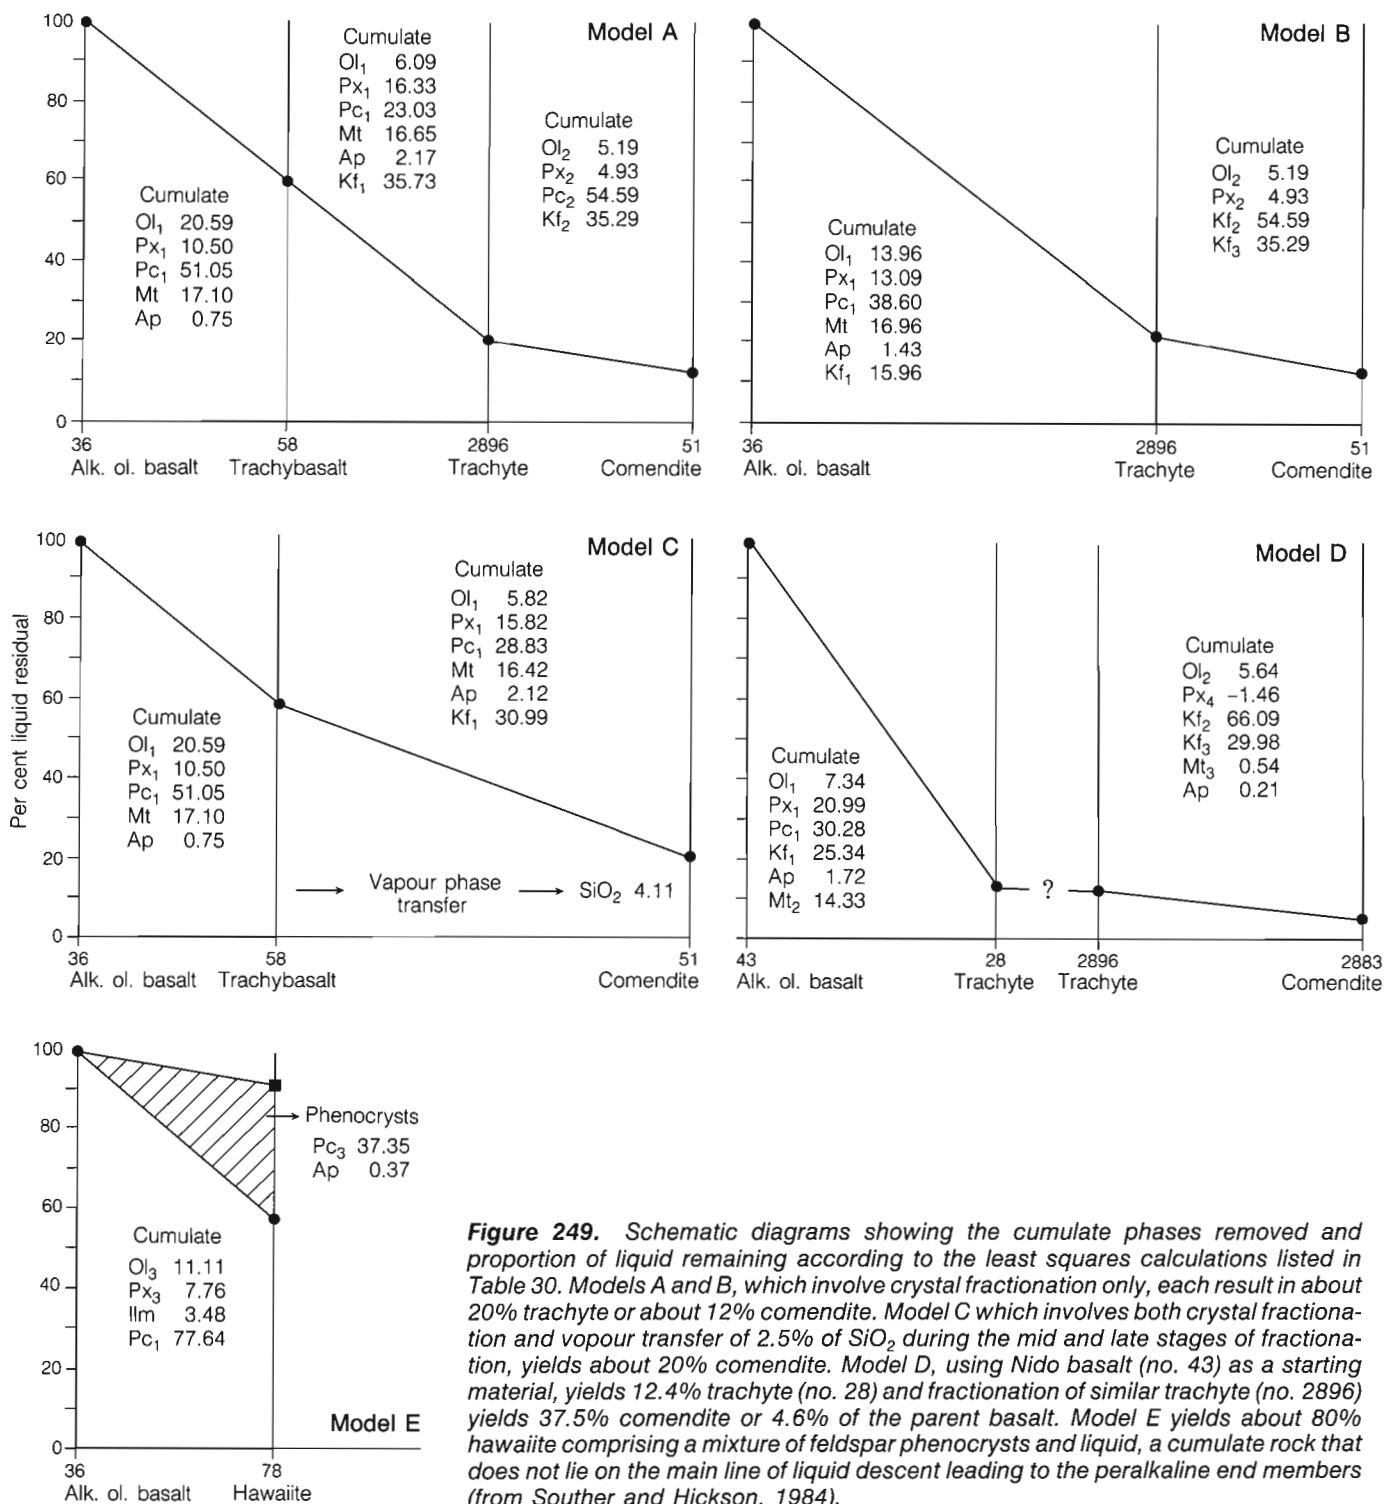 Model A
100
80
60
40
20
0
Cumulate
Ol₁ 20.59
Px₁ 10.50
Pc₁ 51.05
Mt 17.10
Ap 0.75
Cumulate
Ol₁ 6.09
Px₁ 16.33
Pc₁ 23.03
Mt 16.65
Ap 2.17
Kf₁ 35.73
Cumulate
Ol₂ 5.19
Px₂ 4.93
Pc₂ 54.59
Kf₂ 35.29
36 58 2896 51
Alk. ol. basalt Trachybasalt Trachyte Comendite
Model B
Cumulate
Ol₁ 13.96
Px₁ 13.09
Pc₁ 38.60
Mt 16.96
Ap 1.43
Kf₁ 15.96
Cumulate
Ol₂ 5.19
Px₂ 4.93
Kf₂ 54.59
Kf₃ 35.29
36 2896 51
Alk. ol. basalt Trachyte Comendite
Model C
Per cent liquid residual
100
80
60
40
20
0
Cumulate
Ol₁ 20.59
Px₁ 10.50
Pc₁ 51.05
Mt 17.10
Ap 0.75
Cumulate
Ol₁ 5.82
Px₁ 15.82
Pc₁ 28.83
Mt 16.42
Ap 2.12
Kf₁ 30.99
Vapour phase
transfer
SiO₂ 4.11
36 58 51
Alk. ol. basalt Trachybasalt Comendite
Model D
Cumulate
Ol₁ 7.34
Px₁ 20.99
Pc₁ 30.28
Kf₁ 25.34
Ap 1.72
Mt₂ 14.33
?
Cumulate
Ol₂ 5.64
Px₄ –1.46
Kf₂ 66.09
Kf₃ 29.98
Mt₃ 0.54
Ap 0.21
43 28 2896 2883
Alk. ol. basalt Trachyte Trachyte Comendite
100
80
60
40
20
0
Phenocrysts
Pc₃ 37.35
Ap 0.37
Cumulate
Ol₃ 11.11
Px₃ 7.76
Ilm 3.48
Pc₁ 77.64
Model E
36 78
Alk. ol. basalt Hawaiite
Figure 249. Schematic diagrams showing the cumulate phases removed and
proportion of liquid remaining according to the least squares calculations listed in
Table 30. Models A and B, which involve crystal fractionation only, each result in about
20% trachyte or about 12% comendite. Model C which involves both crystal fractiona-
tion and vopour transfer of 2.5% of SiO₂ during the mid and late stages of fractiona-
tion, yields about 20% comendite. Model D, using Nido basalt (no. 43) as a starting
material, yields 12.4% trachyte (no. 28) and fractionation of similar trachyte (no. 2896)
yields 37.5% comendite or 4.6% of the parent basalt. Model E yields about 80%
hawaiite comprising a mixture of feldspar phenocrysts and liquid, a cumulate rock that
does not lie on the main line of liquid descent leading to the peralkaline end members
(from Souther and Hickson, 1984).